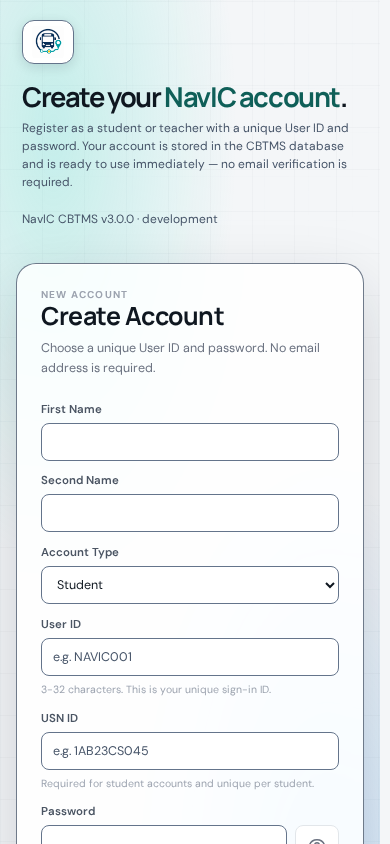 Create your NavIC account.
Register as a student or teacher with a unique User ID and
password. Your account is stored in the CBTMS database
and is ready to use immediately — no email verification is
required.
NavIC CBTMS v3.0.0 · development
NEW ACCOUNT
Create Account
Choose a unique User ID and password. No email
address is required.
First Name
Second Name
Account Type
Student
User ID
e.g. NAVIC001
3-32 characters. This is your unique sign-in ID.
USN ID
e.g. 1AB23CS045
Required for student accounts and unique per student.
Password